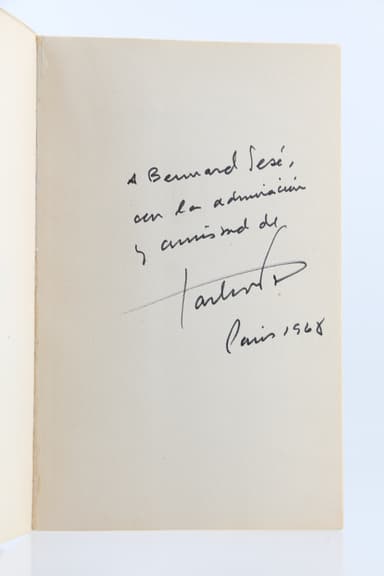 A Bernard Sesé,
con la admiración
y amistad de
Paris 1968